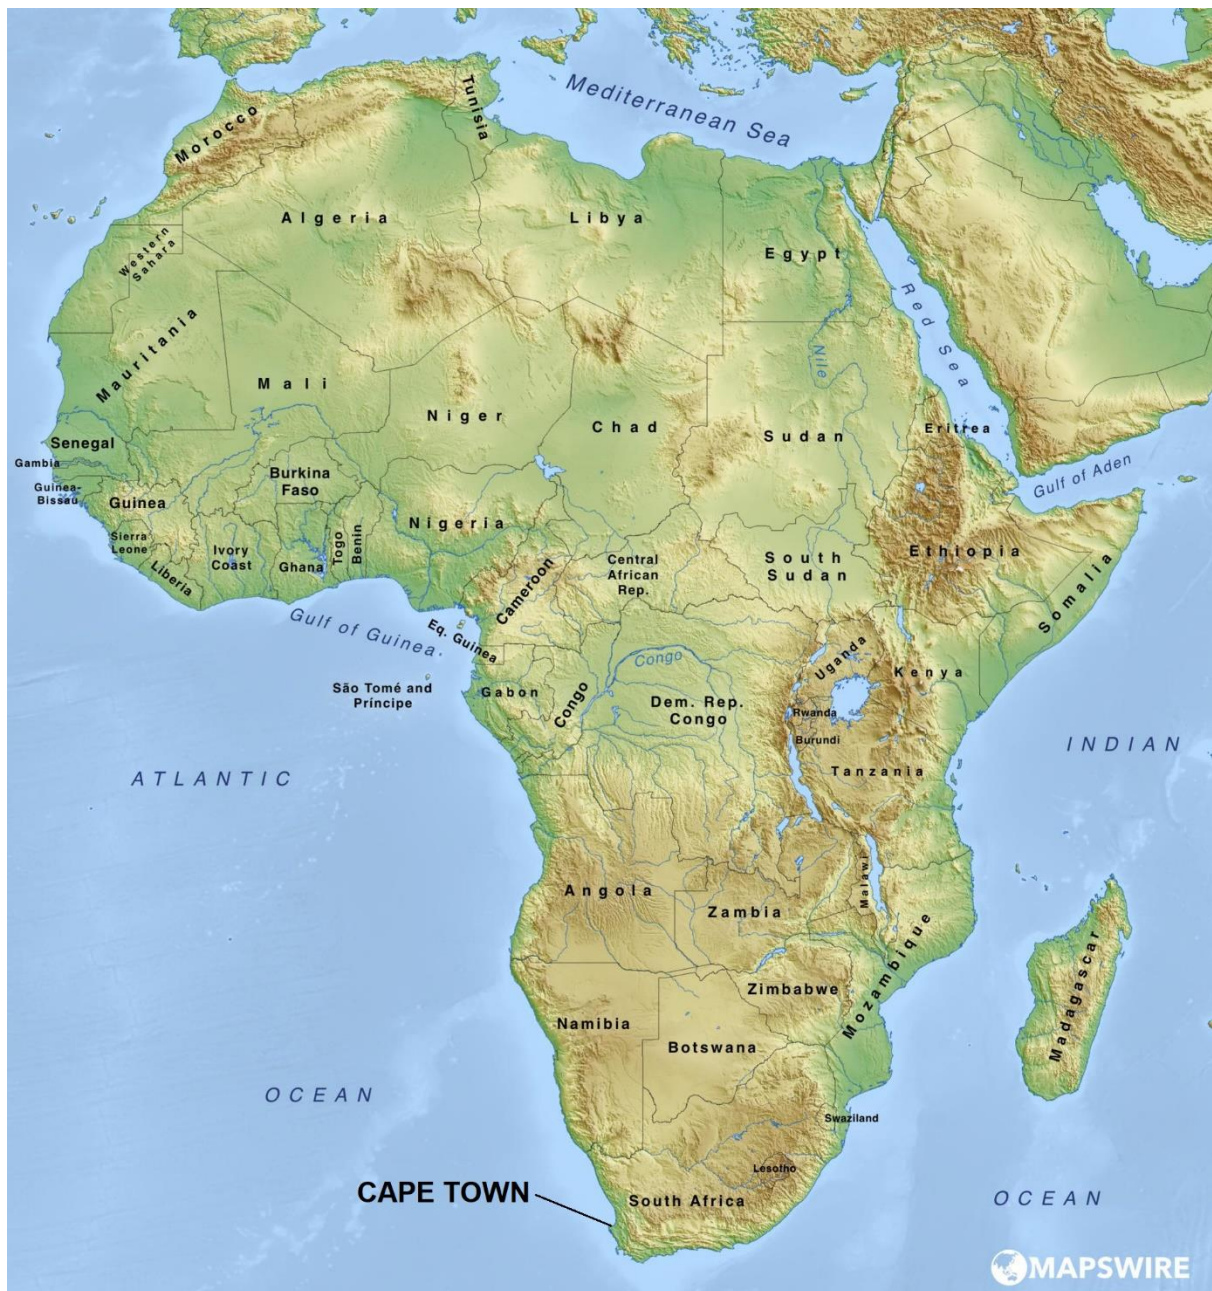 Mediterranean Sea
Tunisia
Morocco
Algeria
Libya
Egypt
Western
Sahara
Red Sea
Mauritania
Nile
Mali
Niger
Chad
Sudan
Eritrea
Senegal
Gambia
Guinea-
Bissau
Guinea
Burkina
Faso
Gulf of Aden
Nigeria
Sierra
Leone
Liberia
Ivory
Coast
Ghana
Togo
Benin
Cameroon
Central
African
Rep.
South
Sudan
Ethiopia
Somalia
Gulf of Guinea
Eq. Guinea
São Tomé and
Príncipe
Gabon
Congo
Congo
Dem. Rep.
Congo
Uganda
Kenya
Rwanda
Burundi
Tanzania
ATLANTIC
INDIAN
Angola
Zambia
Malawi
Mozambique
Madagascar
Zimbabwe
Namibia
Botswana
OCEAN
Swaziland
Lesotho
CAPE TOWN
South Africa
OCEAN
MAPSWIRE